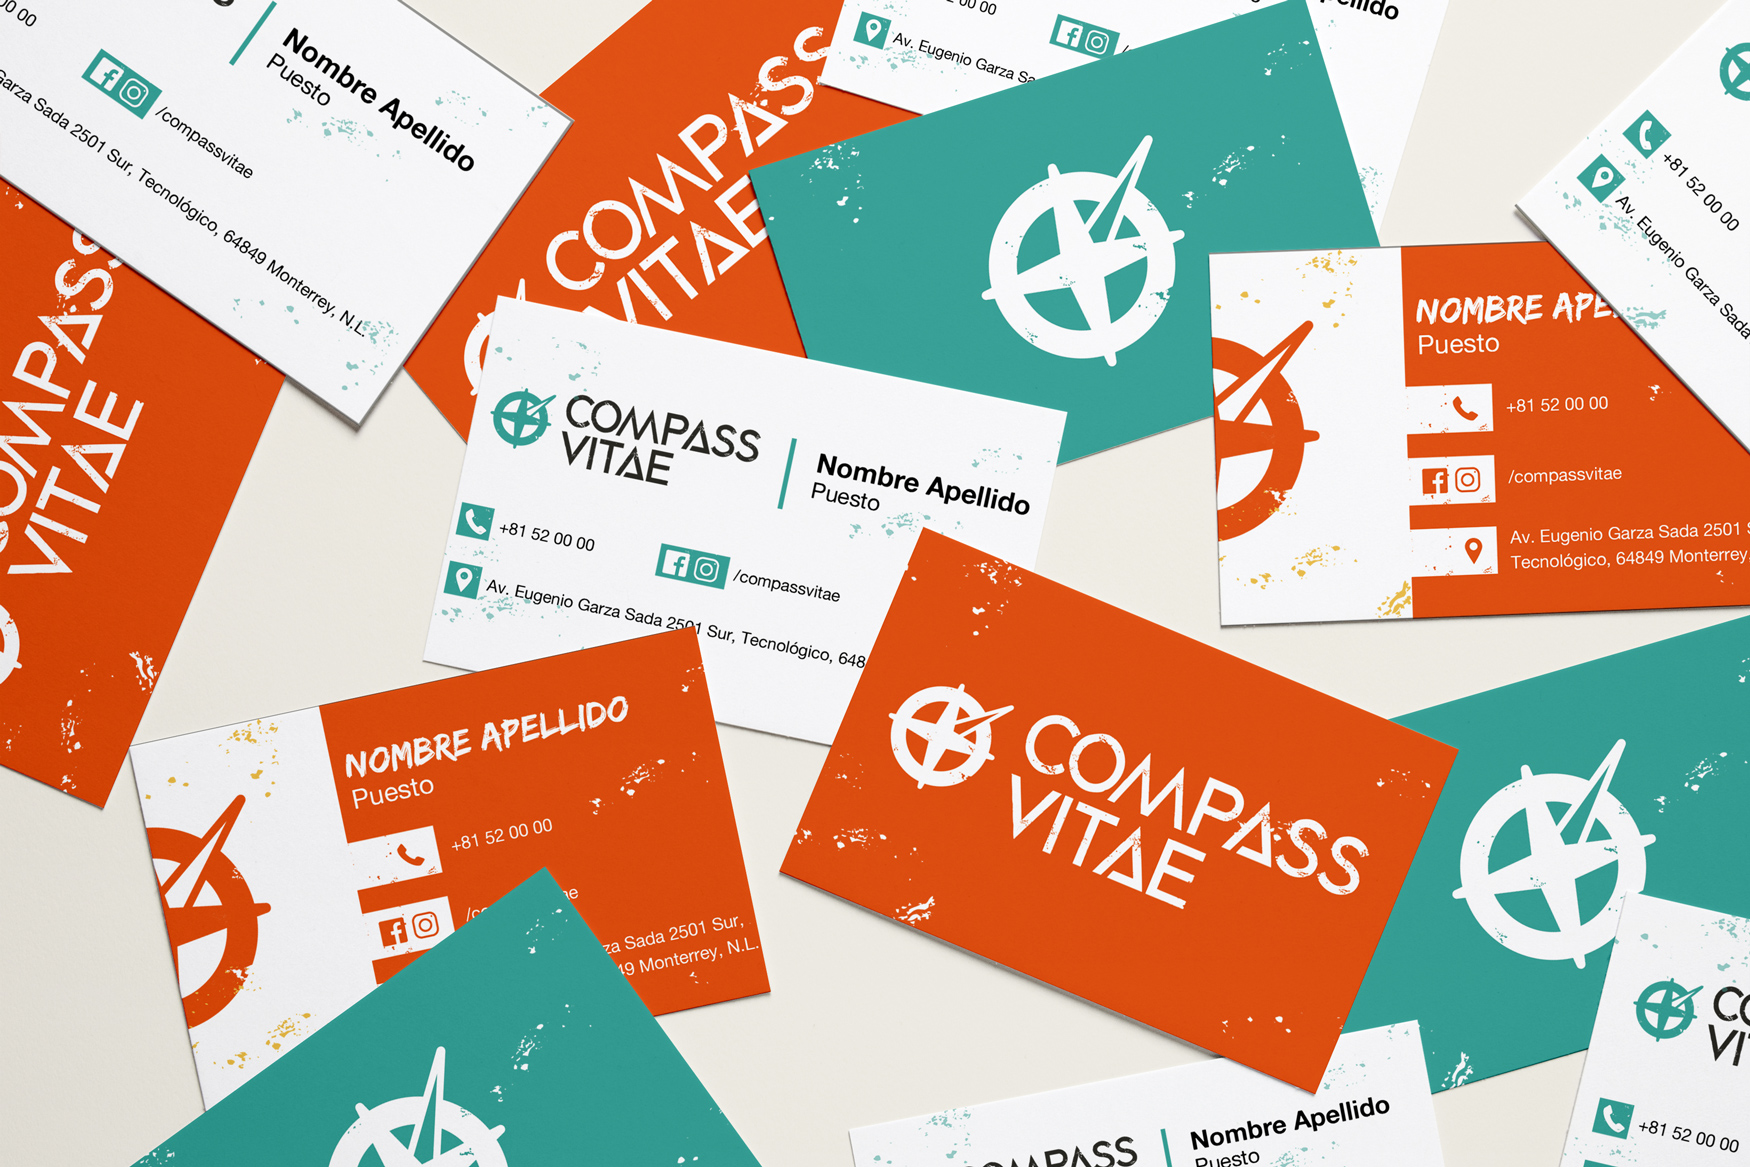 Nombre Apellido
Puesto
/compassvitae
Garza Sada 2501 Sur, Tecnológico, 64849 Monterrey, N.L.
COMPASS
VITAE
Av. Eugenio Garza Sa
+81 52 00 00
Av. Eugenio Garza Sada
COMPASS
VITAE
NOMBRE APE
Puesto
+81 52 00 00
/compassvitae
Av. Eugenio Garza Sada 2501 S
Tecnológico, 64849 Monterrey
COMPASS
VITAE
Nombre Apellido
Puesto
+81 52 00 00
/compassvitae
Av. Eugenio Garza Sada 2501 Sur, Tecnológico, 648
NOMBRE APELLIDO
Puesto
+81 52 00 00
za Sada 2501 Sur,
49 Monterrey, N.L.
COMPASS
VITAE
COMPASS
Nombre Apellido
Puesto
CO
VI
+81 52 00 00